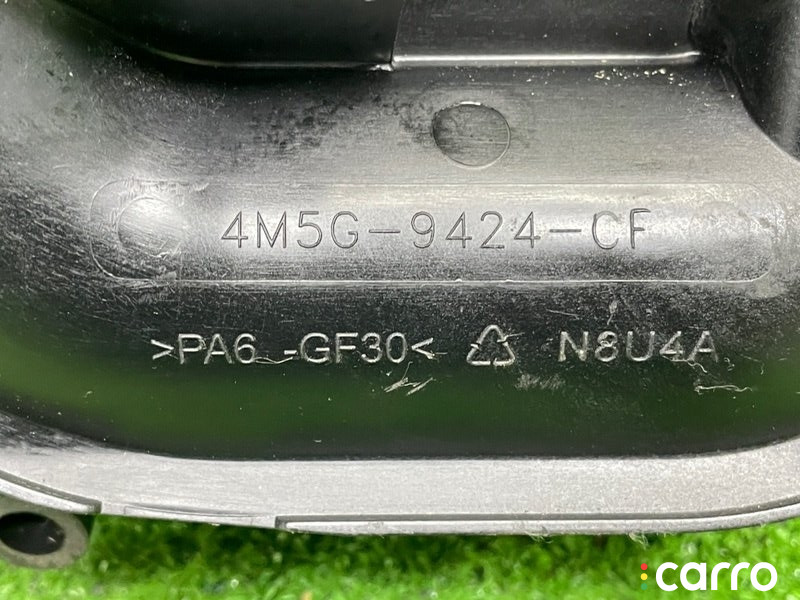 4M5G-9424-CF
>PA6 -GF30< N8U4A
carro